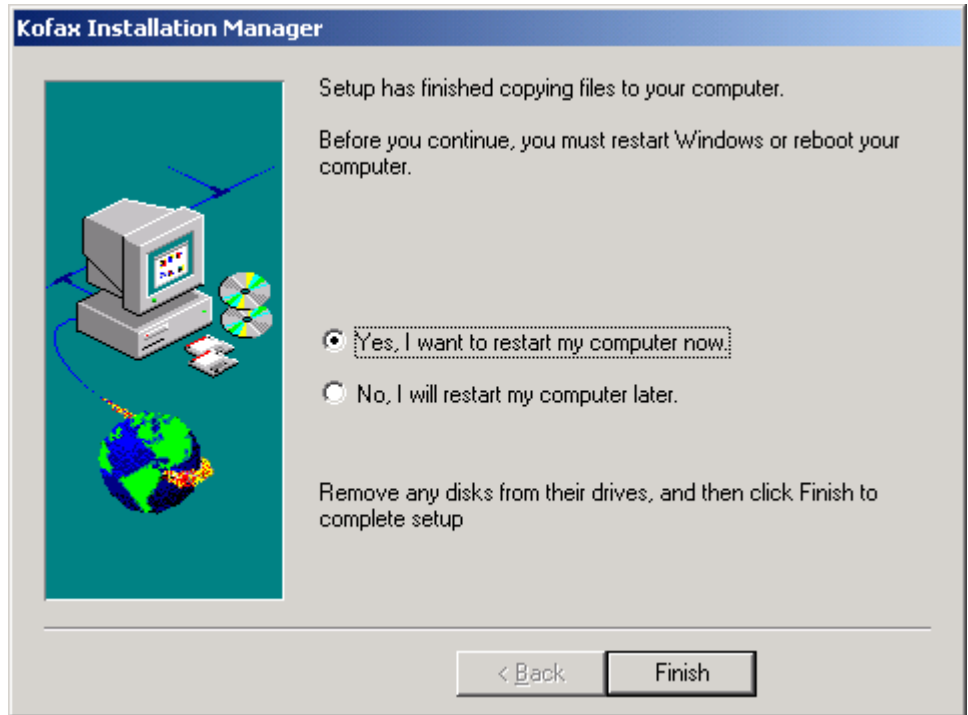 Kofax Installation Manager
Setup has finished copying files to your computer.
Before you continue, you must restart Windows or reboot your
computer.
Yes, I want to restart my computer now.
No, I will restart my computer later.
Remove any disks from their drives, and then click Finish to
complete setup
< Back
Finish